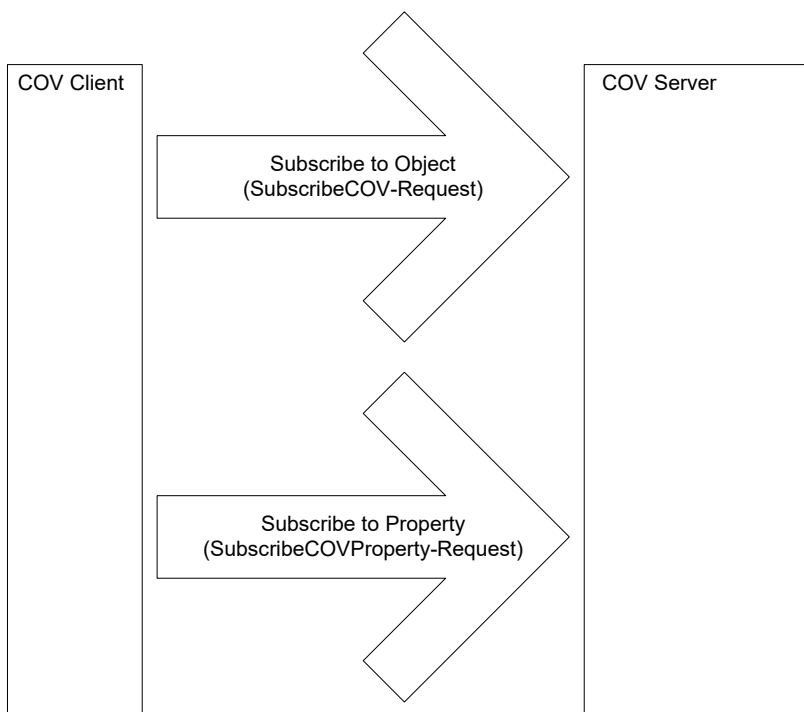 COV Client
COV Server
Subscribe to Object
(SubscribeCOV-Request)
Subscribe to Property
(SubscribeCOVProperty-Request)